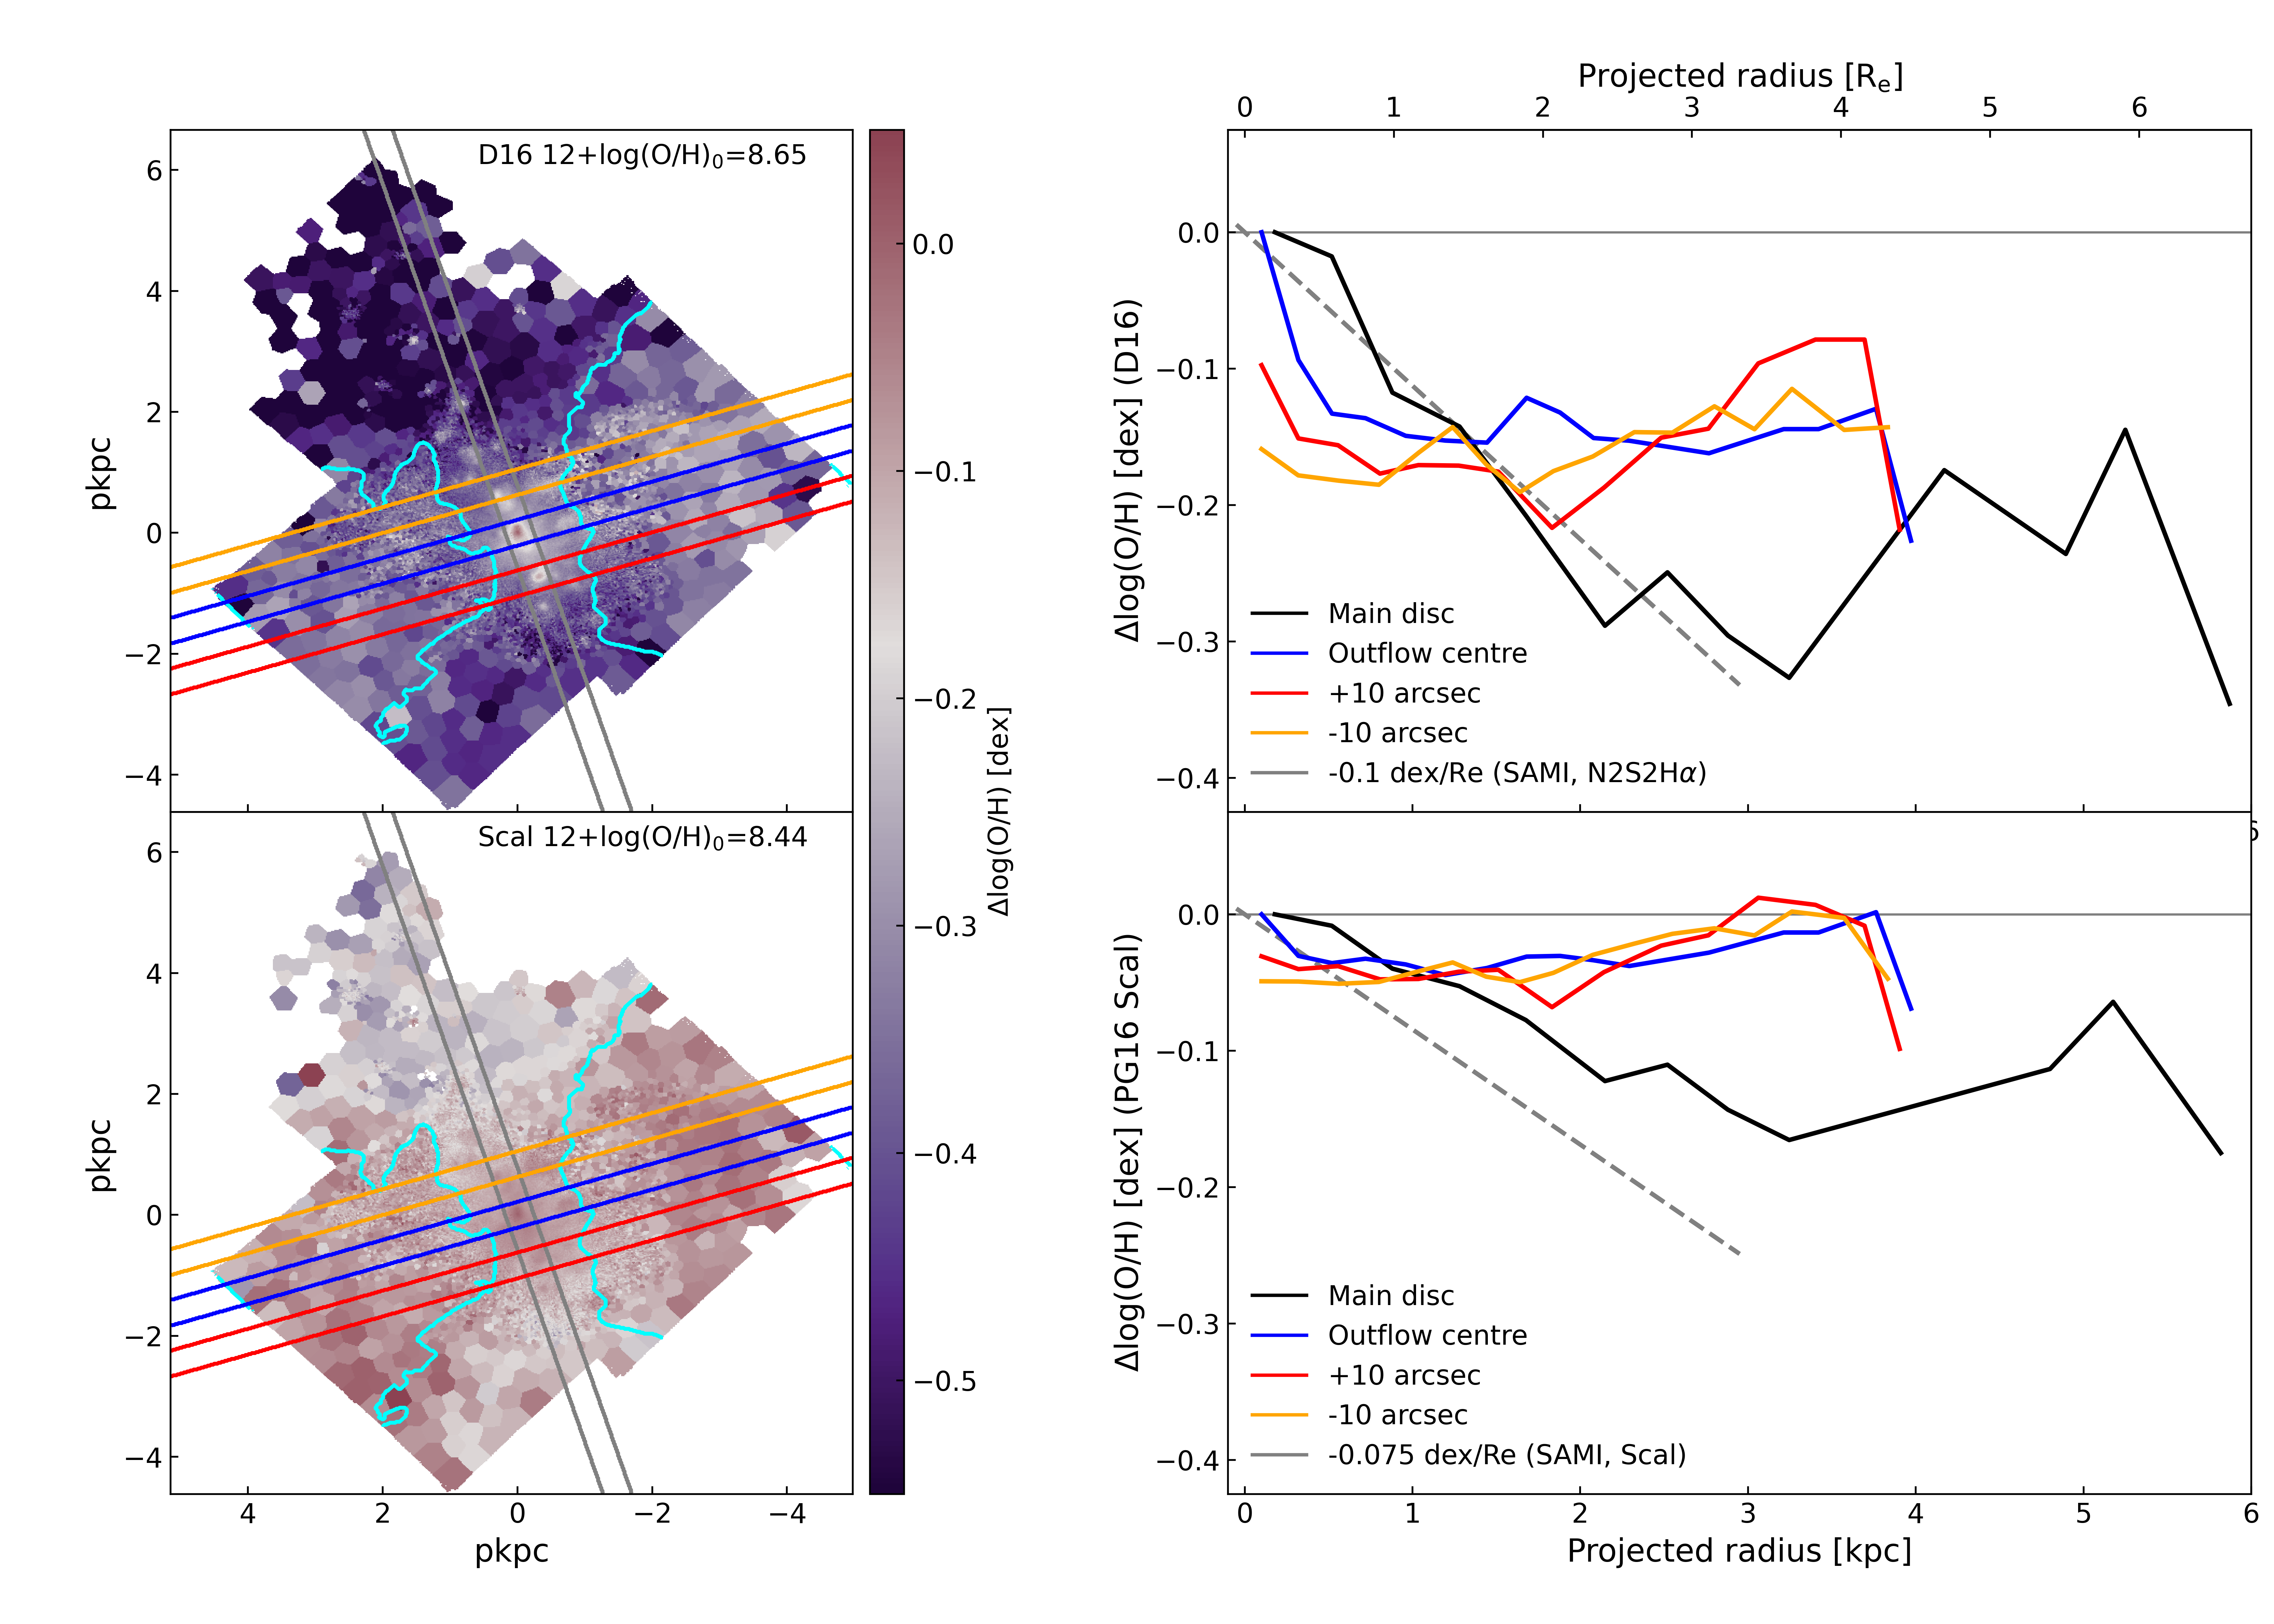 D16 12+log(O/H)₀=8.65
6
4
2
0
−2
−4
pkpc
Scal 12+log(O/H)₀=8.44
6
4
2
0
−2
−4
pkpc
4
2
0
−2
−4
pkpc
0.0
−0.1
−0.2
−0.3
−0.4
−0.5
Δlog(O/H) [dex]
Projected radius [Rₑ]
0
1
2
3
4
5
6
0.0
−0.1
−0.2
−0.3
−0.4
Δlog(O/H) [dex] (D16)
Main disc
Outflow centre
+10 arcsec
-10 arcsec
-0.1 dex/Re (SAMI, N2S2Hα)
0.0
−0.1
−0.2
−0.3
−0.4
Δlog(O/H) [dex] (PG16 Scal)
Main disc
Outflow centre
+10 arcsec
-10 arcsec
-0.075 dex/Re (SAMI, Scal)
0
1
2
3
4
5
6
Projected radius [kpc]